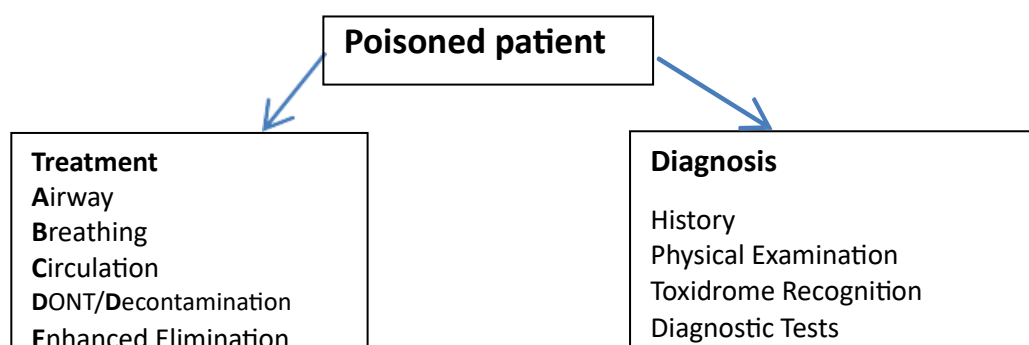 Poisoned patient
Treatment
Airway
Breathing
Circulation
DONT/Decontamination
Enhanced Elimination
Diagnosis
History
Physical Examination
Toxidrome Recognition
Diagnostic Tests